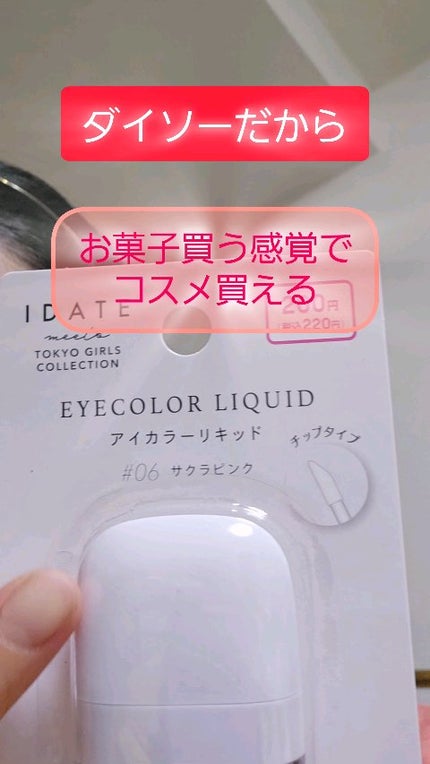 ダイソーだから
お菓子買う感覚で
コスメ買える
IDATE
meets
TOKYO GIRLS
COLLECTION
200円
(税込220円)
EYECOLOR LIQUID
アイカラーリキッド
チップタイプ
#06 サクラピンク